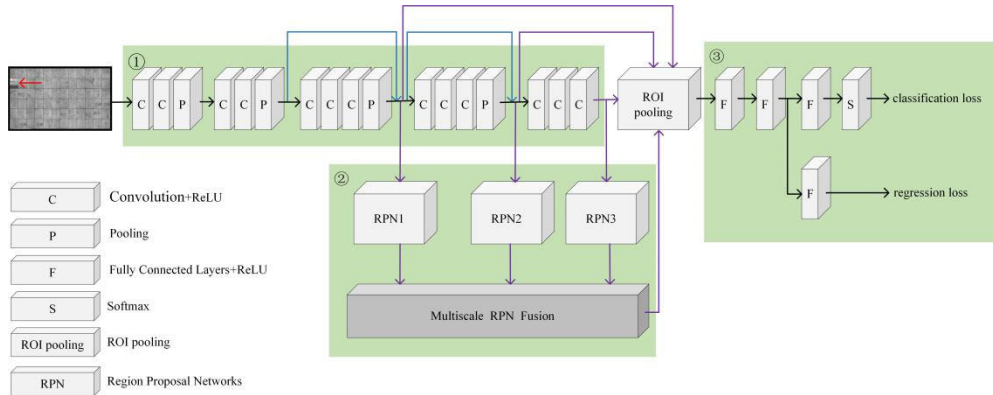 ①
C C P C C P C C C P C C C P C C C
ROI
pooling
③
F F F S classification loss
F regression loss
②
RPN1 RPN2 RPN3
Multiscale RPN Fusion
C Convolution+ReLU
P Pooling
F Fully Connected Layers+ReLU
S Softmax
ROI pooling ROI pooling
RPN Region Proposal Networks